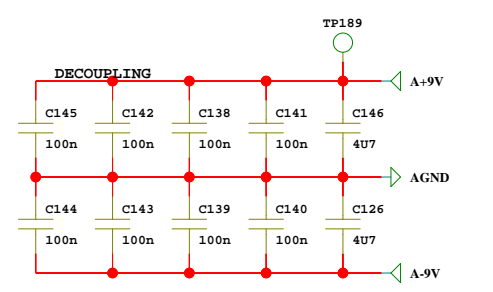 TP189
DECOUPLING
A+9V
C145 C142 C138 C141 C146
100n 100n 100n 100n 4U7
AGND
C144 C143 C139 C140 C126
100n 100n 100n 100n 4U7
A-9V